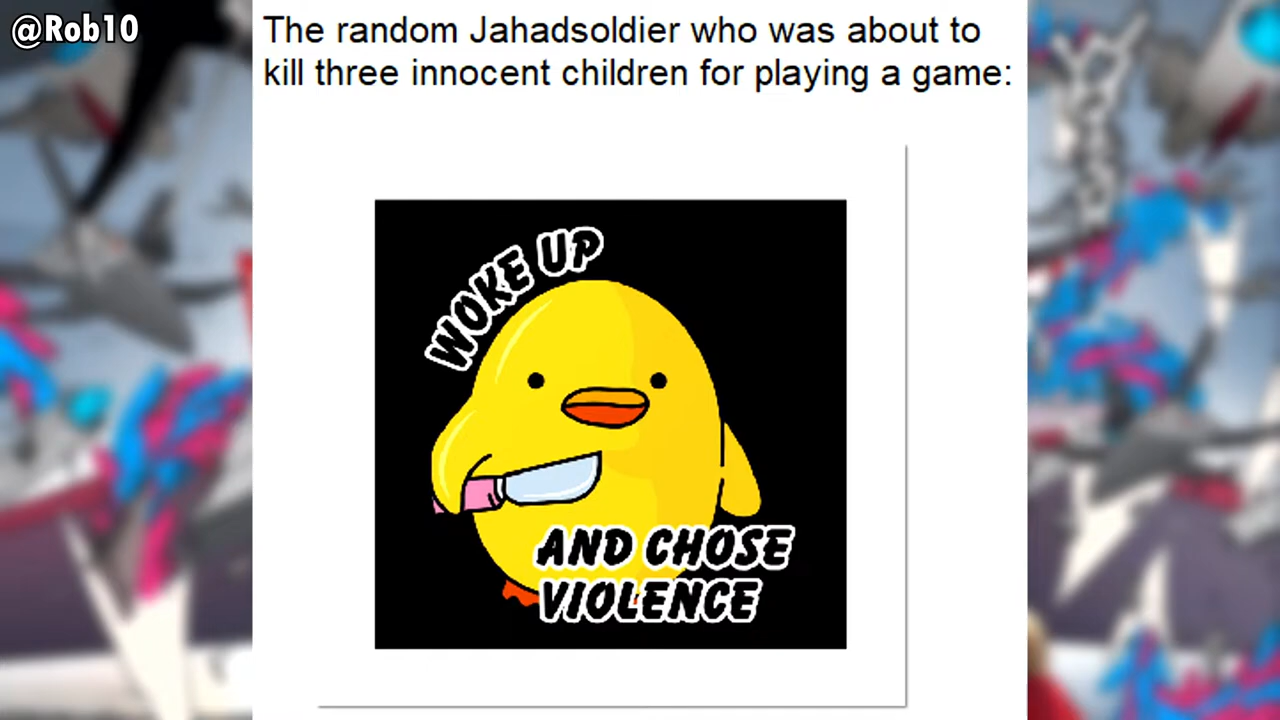 @Rob10
The random Jahadsoldier who was about to
kill three innocent children for playing a game:
WOKE UP
AND CHOSE
VIOLENCE